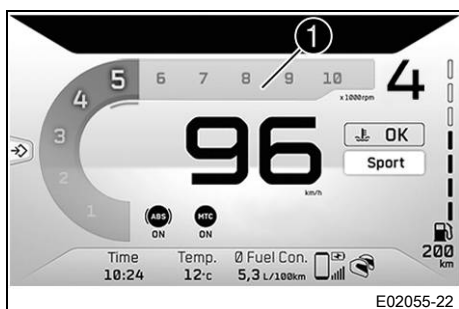 1
5 6 7 8 9 10 4
4 x1000rpm
3 96 OK
2 Sport
1 km/h
(ABS) MTC
ON ON
Time Temp. Ø Fuel Con. 200
10:24 12°C 5,3 L/100km km
E02055-22